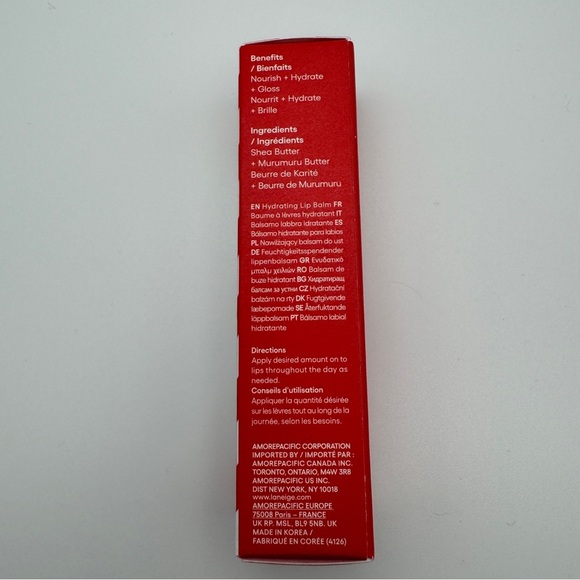 Benefits
/ Bienfaits
Nourish + Hydrate
+ Gloss
Nourrit + Hydrate
+ Brille
Ingredients
/ Ingrédients
Shea Butter
+ Murumuru Butter
Beurre de Karité
+ Beurre de Murumuru
EN Hydrating Lip Balm FR
Baume à lèvres hydratant IT
Balsamo labbra idratante ES
Bálsamo hidratante para labios
PL Nawilżający balsam do ust
DE Feuchtigkeitsspendender
lippenbalsam GR Ενυδατικό
μπαλμ χειλιών RO Balsam de
buze hidratant BG Хидратиращ
балсам за устни CZ Hydratační
balzám na rty DK Fugtgivende
læbepomade SE Återfuktande
läppbalsam PT Bálsamo labial
hidratante
Directions
Apply desired amount on to
lips throughout the day as
needed.
Conseils d'utilisation
Appliquer la quantité désirée
sur les lèvres tout au long de la
journée, selon les besoins.
AMOREPACIFIC CORPORATION
IMPORTED BY / IMPORTÉ PAR :
AMOREPACIFIC CANADA INC.
TORONTO, ONTARIO, M4W 3R8
AMOREPACIFIC US INC.
DIST NEW YORK, NY 10018
www.laneige.com
AMOREPACIFIC EUROPE
75008 Paris – FRANCE
UK RP. MSL, BL9 5NB. UK
MADE IN KOREA /
FABRIQUÉ EN CORÉE (4126)